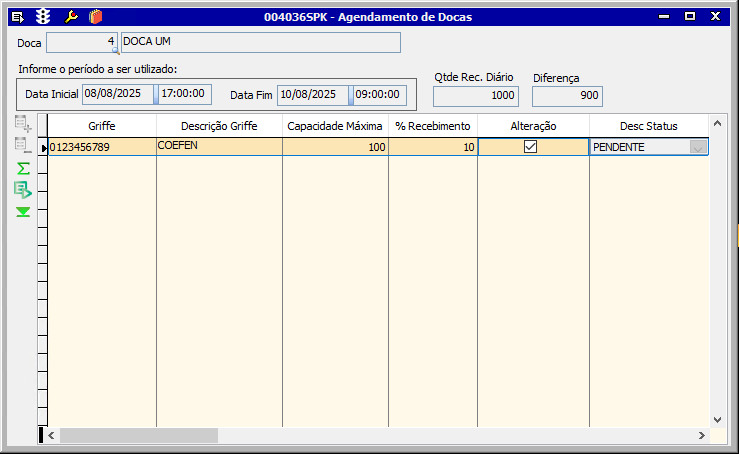 004036SPK - Agendamento de Docas
Doca 4 DOCA UM
Informe o período a ser utilizado:
Data Inicial 08/08/2025 17:00:00 Data Fim 10/08/2025 09:00:00
Qtde Rec. Diário Diferença
1000 900
Griffe Descrição Griffe Capacidade Máxima % Recebimento Alteração Desc Status
0123456789 COEFEN 100 10 PENDENTE